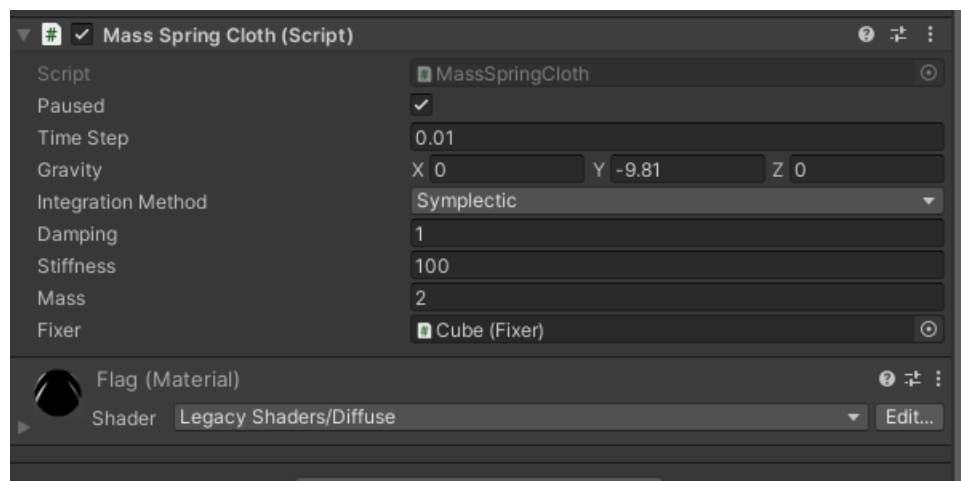 Mass Spring Cloth (Script)
Script MassSpringCloth
Paused
Time Step 0.01
Gravity X 0 Y -9.81 Z 0
Integration Method Symplectic
Damping 1
Stiffness 100
Mass 2
Fixer Cube (Fixer)
Flag (Material)
Shader Legacy Shaders/Diffuse Edit...